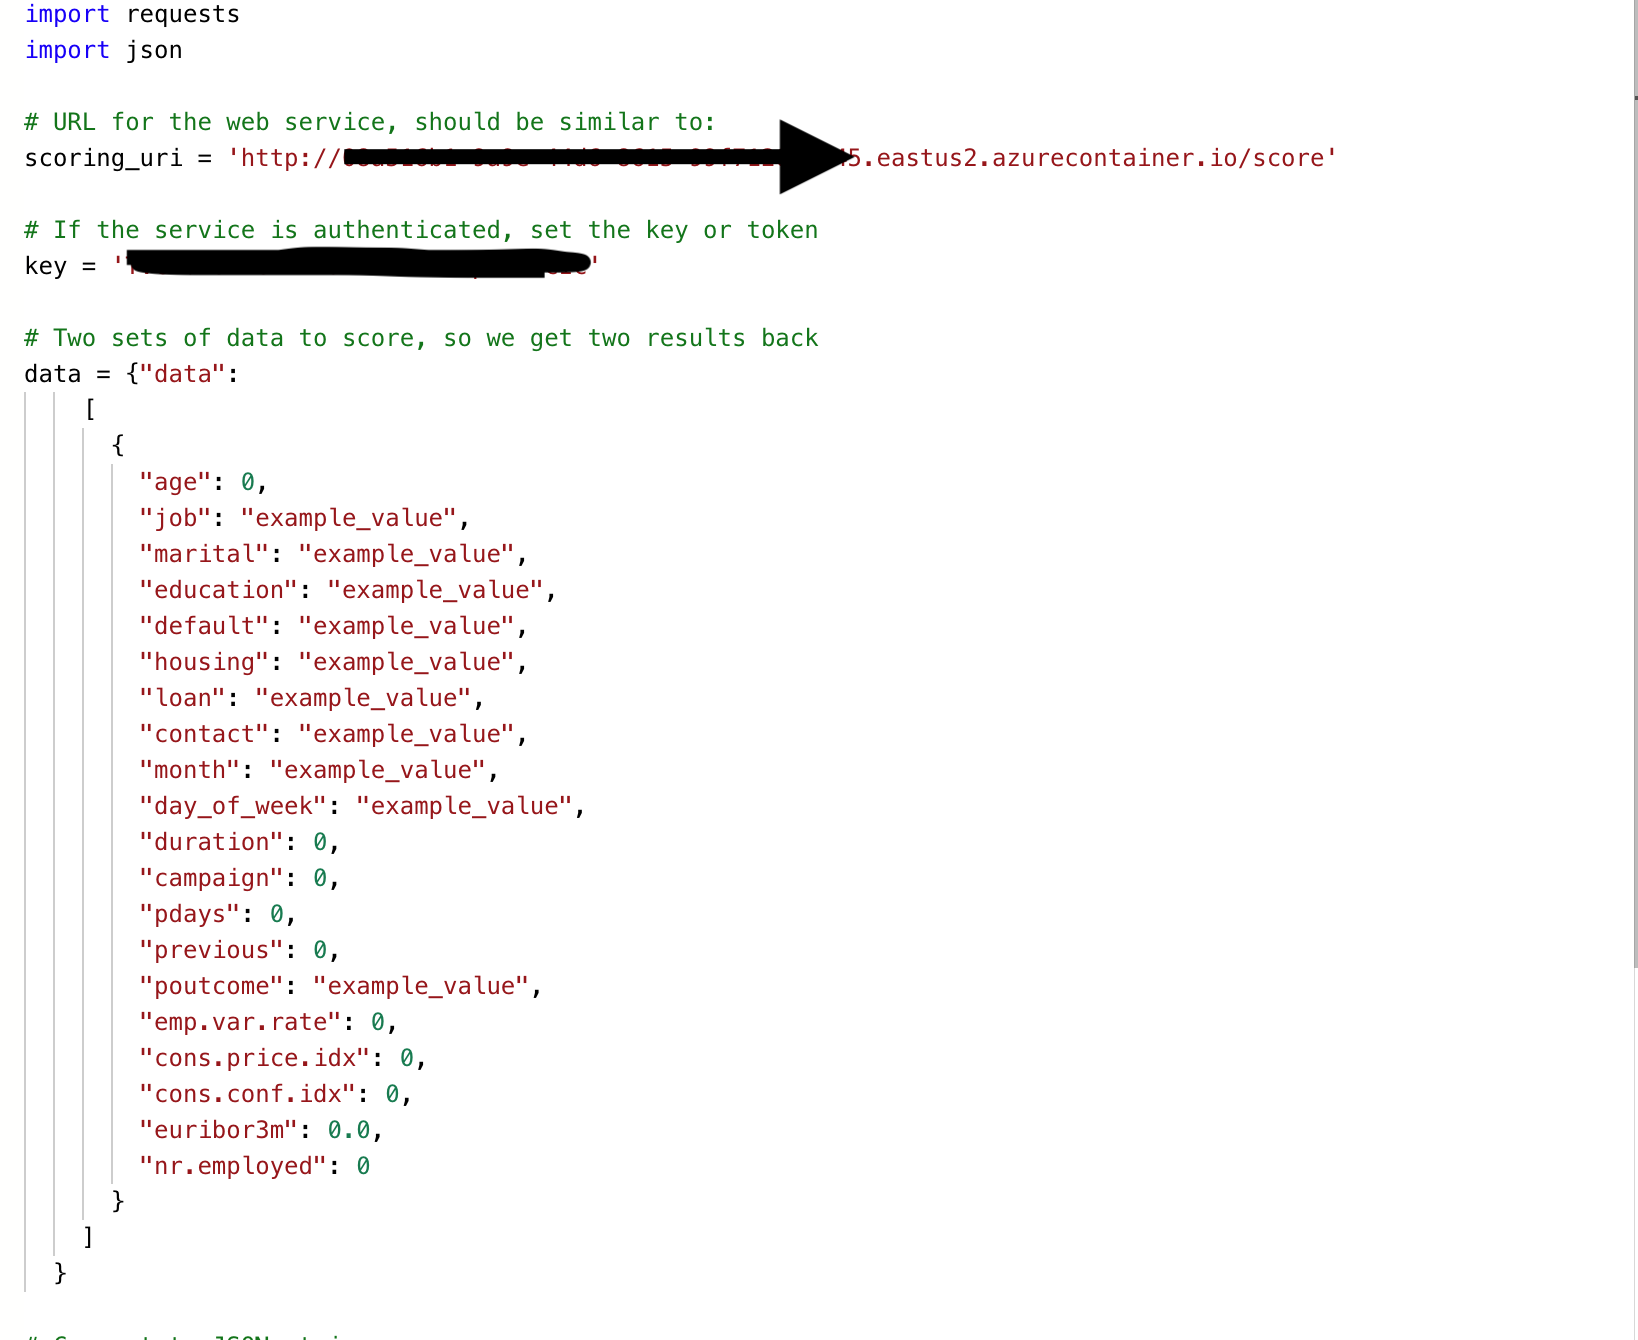 import requests
import json
# URL for the web service, should be similar to:
scoring_uri = 'http:// 5.eastus2.azurecontainer.io/score'
# If the service is authenticated, set the key or token
key = ' '
# Two sets of data to score, so we get two results back
data = {"data":
[
{
"age": 0,
"job": "example_value",
"marital": "example_value",
"education": "example_value",
"default": "example_value",
"housing": "example_value",
"loan": "example_value",
"contact": "example_value",
"month": "example_value",
"day_of_week": "example_value",
"duration": 0,
"campaign": 0,
"pdays": 0,
"previous": 0,
"poutcome": "example_value",
"emp.var.rate": 0,
"cons.price.idx": 0,
"cons.conf.idx": 0,
"euribor3m": 0.0,
"nr.employed": 0
}
]
}